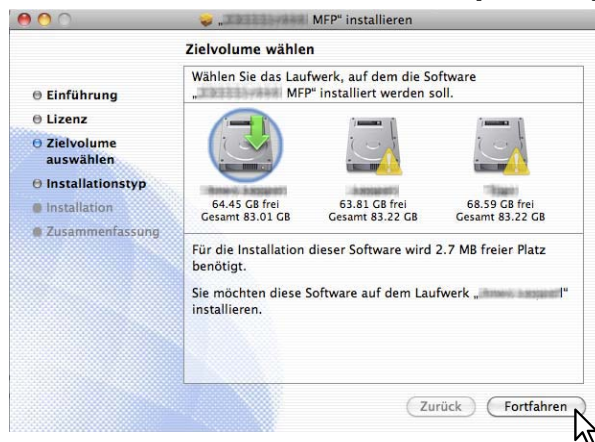 MFP“ installieren
Zielvolume wählen
Wählen Sie das Laufwerk, auf dem die Software
„ MFP“ installiert werden soll.
Einführung
Lizenz
Zielvolume
auswählen
Installationstyp
Installation
Zusammenfassung
64.45 GB frei
Gesamt 83.01 GB
63.81 GB frei
Gesamt 83.22 GB
68.59 GB frei
Gesamt 83.22 GB
Für die Installation dieser Software wird 2.7 MB freier Platz
benötigt.
Sie möchten diese Software auf dem Laufwerk „ “
installieren.
Zurück
Fortfahren